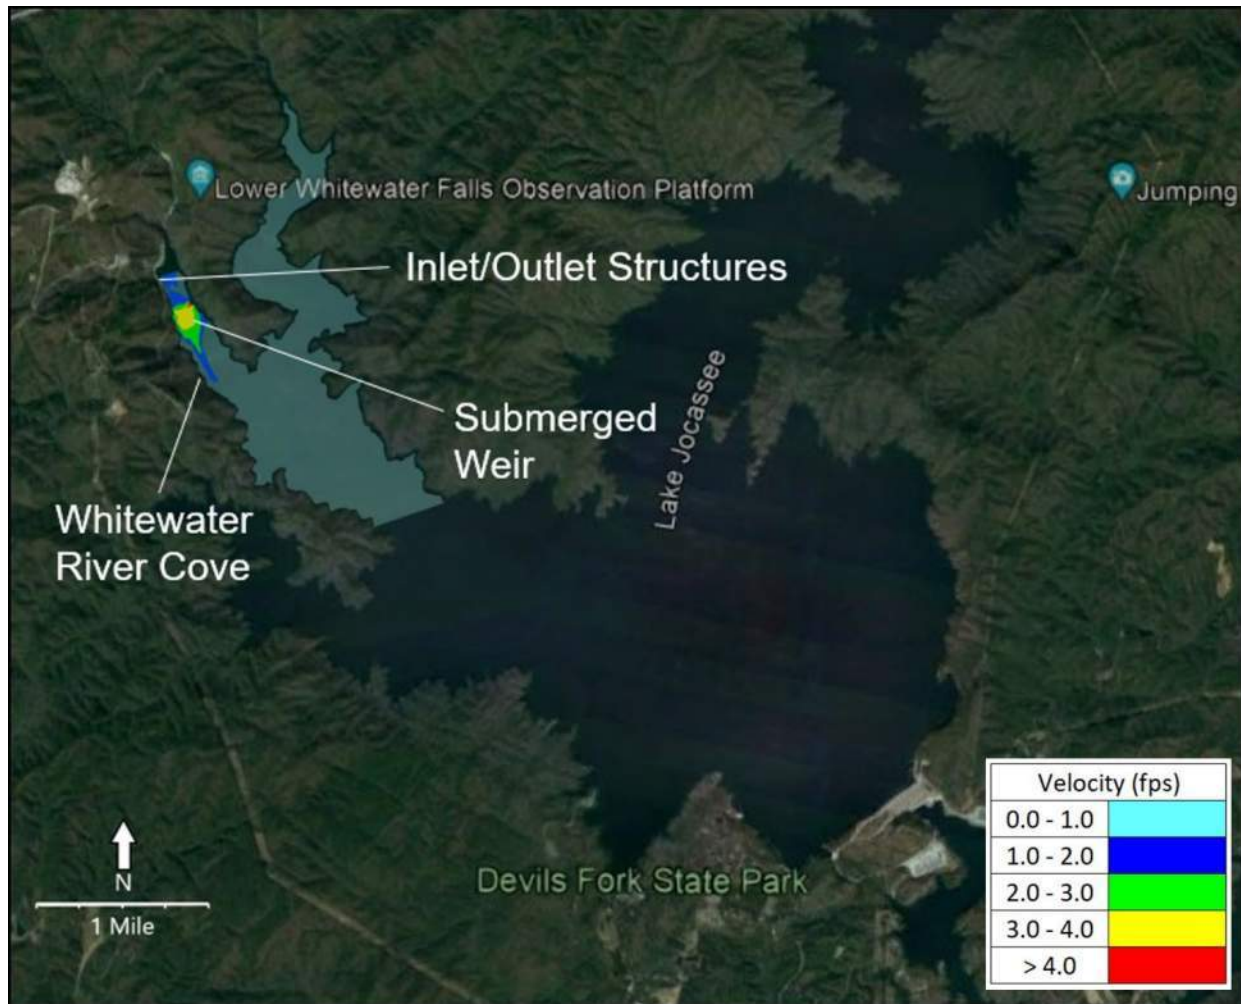 Lower Whitewater Falls Observation Platform
Jumping
Inlet/Outlet Structures
Submerged
Weir
Lake Jocassee
Whitewater
River Cove
Devils Fork State Park
N
1 Mile
Velocity (fps)
0.0 - 1.0
1.0 - 2.0
2.0 - 3.0
3.0 - 4.0
> 4.0